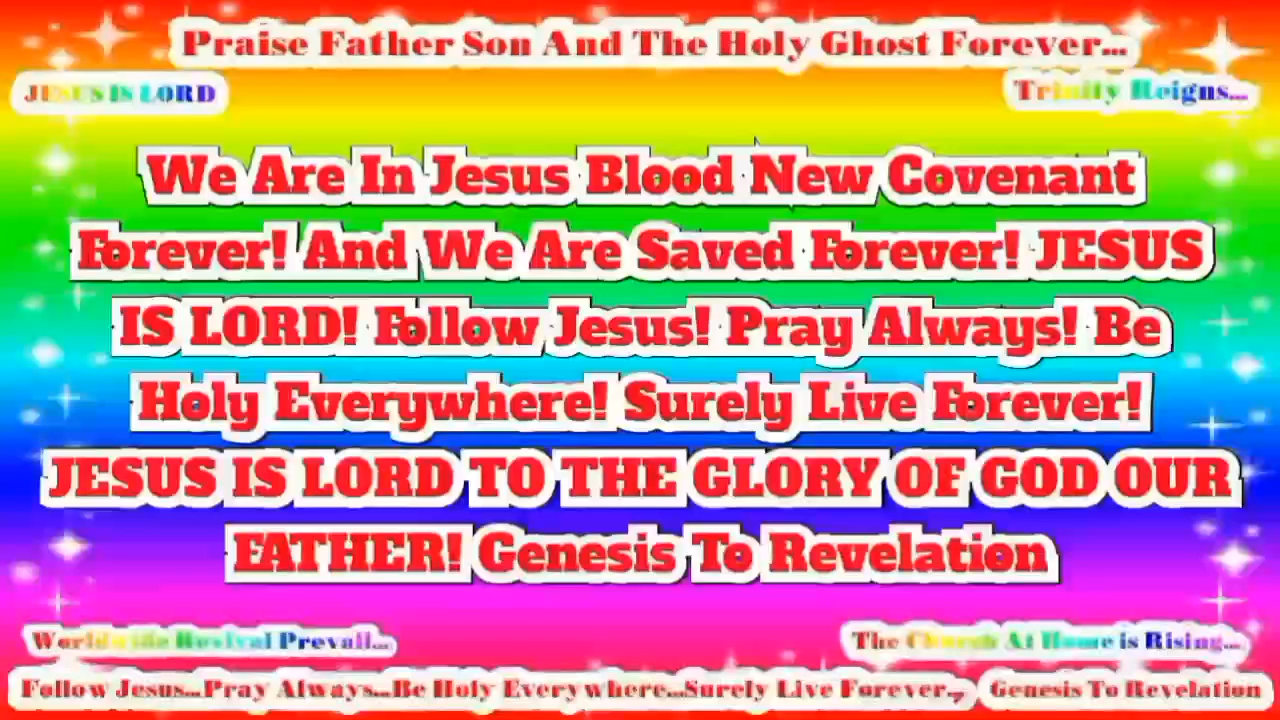 Praise Father Son And The Holy Ghost Forever...
JESUS IS LORD
Trinity Reigns...
We Are In Jesus Blood New Covenant
Forever! And We Are Saved Forever! JESUS
IS LORD! Follow Jesus! Pray Always! Be
Holy Everywhere! Surely Live Forever!
JESUS IS LORD TO THE GLORY OF GOD OUR
FATHER! Genesis To Revelation
Worldwide Revival Prevail...
The Church At Home is Rising...
Follow Jesus...Pray Always...Be Holy Everywhere...Surely Live Forever.., Genesis To Revelation